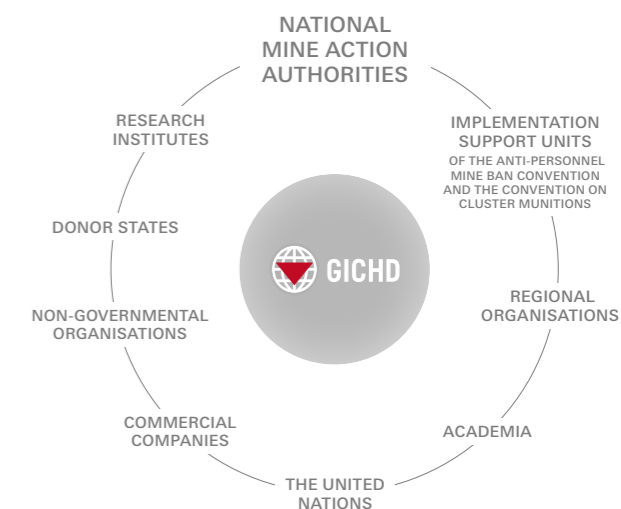 NATIONAL
MINE ACTION
AUTHORITIES
RESEARCH
INSTITUTES
IMPLEMENTATION
SUPPORT UNITS
OF THE ANTI-PERSONNEL
MINE BAN CONVENTION
AND THE CONVENTION ON
CLUSTER MUNITIONS
DONOR STATES
GICHD
NON-GOVERNMENTAL
ORGANISATIONS
REGIONAL
ORGANISATIONS
COMMERCIAL
COMPANIES
ACADEMIA
THE UNITED
NATIONS